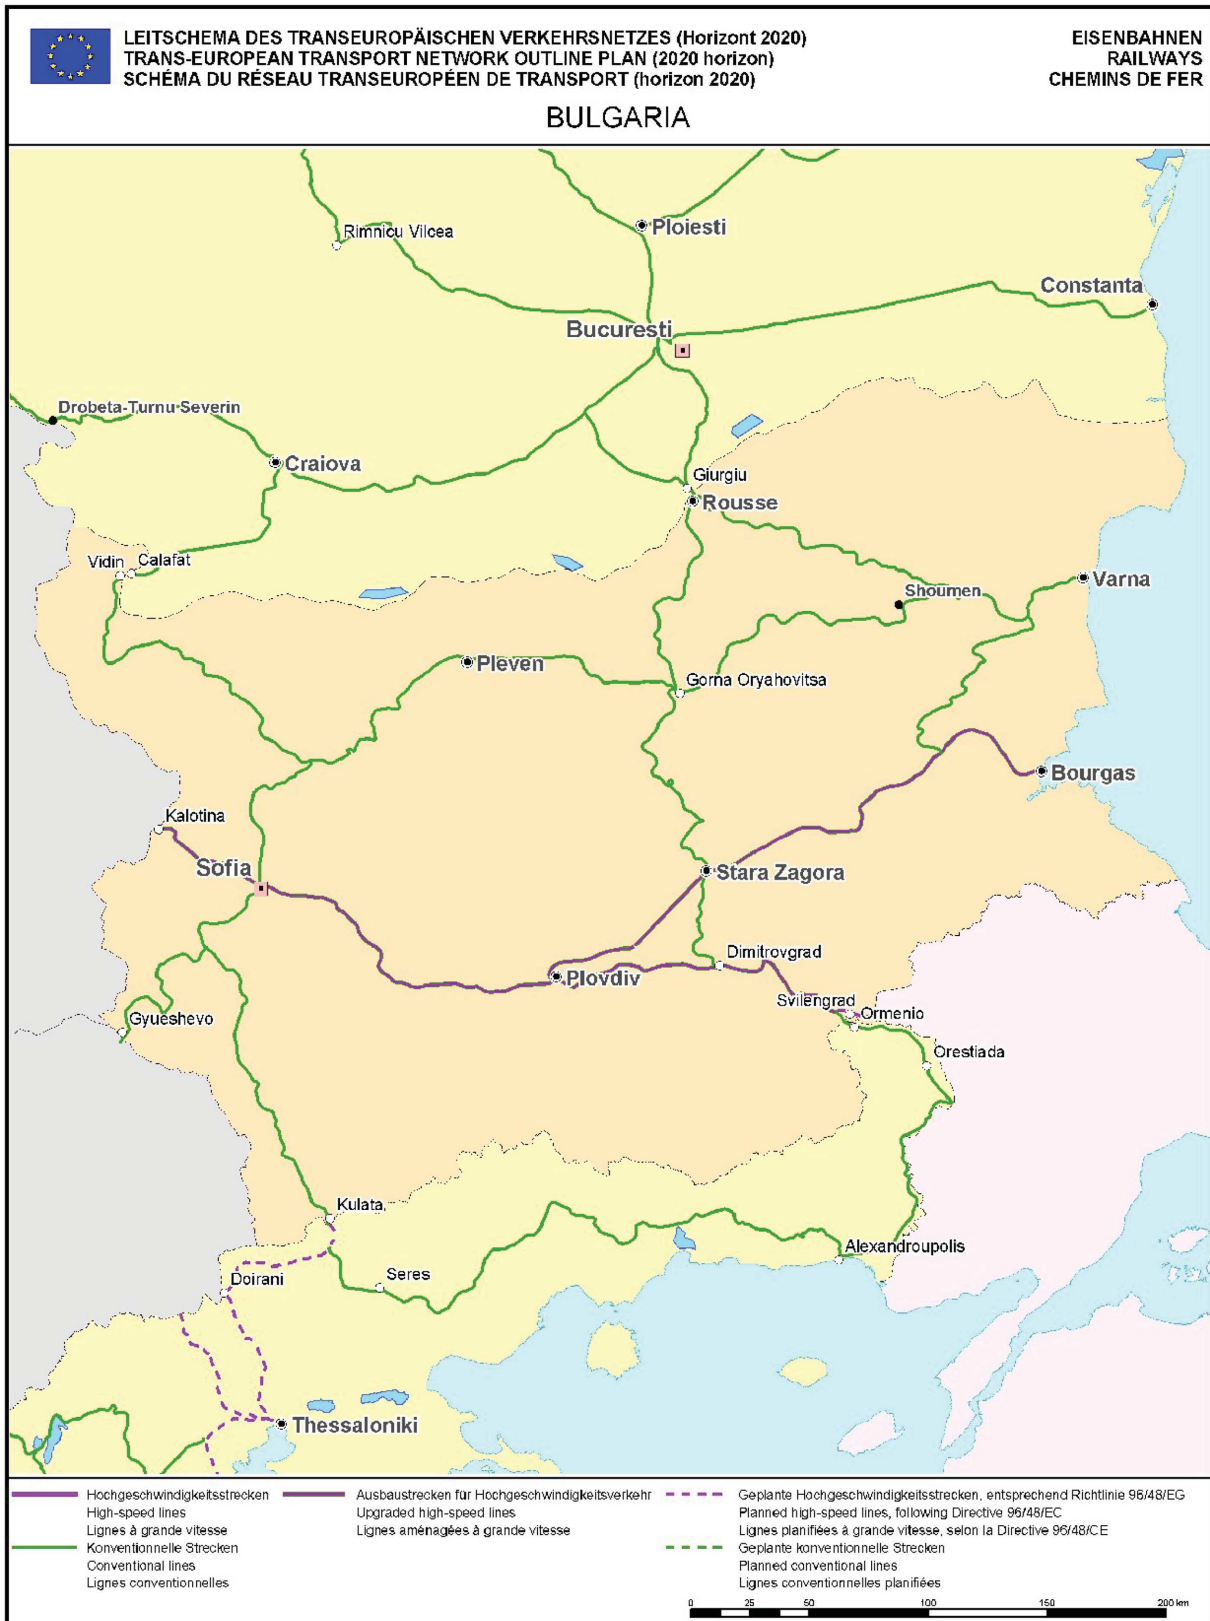 LEITSCHEMA DES TRANSEUROPÄISCHEN VERKEHRSNETZES (Horizont 2020)
TRANS-EUROPEAN TRANSPORT NETWORK OUTLINE PLAN (2020 horizon)
SCHÉMA DU RÉSEAU TRANSEUROPÉEN DE TRANSPORT (horizon 2020)
EISENBAHNEN
RAILWAYS
CHEMINS DE FER
BULGARIA
Ploiesti
Rimnicu Vilcea
Constanta
Bucuresti
Drobeta-Turnu Severin
Craiova
Giurgiu
Rousse
Vidin
Calafat
Varna
Shoumen
Pleven
Gorna Oryahovitsa
Bourgas
Kalotina
Sofia
Stara Zagora
Dimitrovgrad
Plovdiv
Svilengrad
Ormenio
Gyueshevo
Orestiada
Kulata
Alexandroupolis
Doirani
Seres
Thessaloniki
Hochgeschwindigkeitsstrecken
High-speed lines
Lignes à grande vitesse
Konventionnelle Strecken
Conventional lines
Lignes conventionnelles
Ausbaustrecken für Hochgeschwindigkeitsverkehr
Upgraded high-speed lines
Lignes aménagées à grande vitesse
Geplante Hochgeschwindigkeitsstrecken, entsprechend Richtlinie 96/48/EG
Planned high-speed lines, following Directive 96/48/EC
Lignes planifiées à grande vitesse, selon la Directive 96/48/CE
Geplante konventionelle Strecken
Planned conventional lines
Lignes conventionnelles planifiées
0 25 50 100 150 200 km